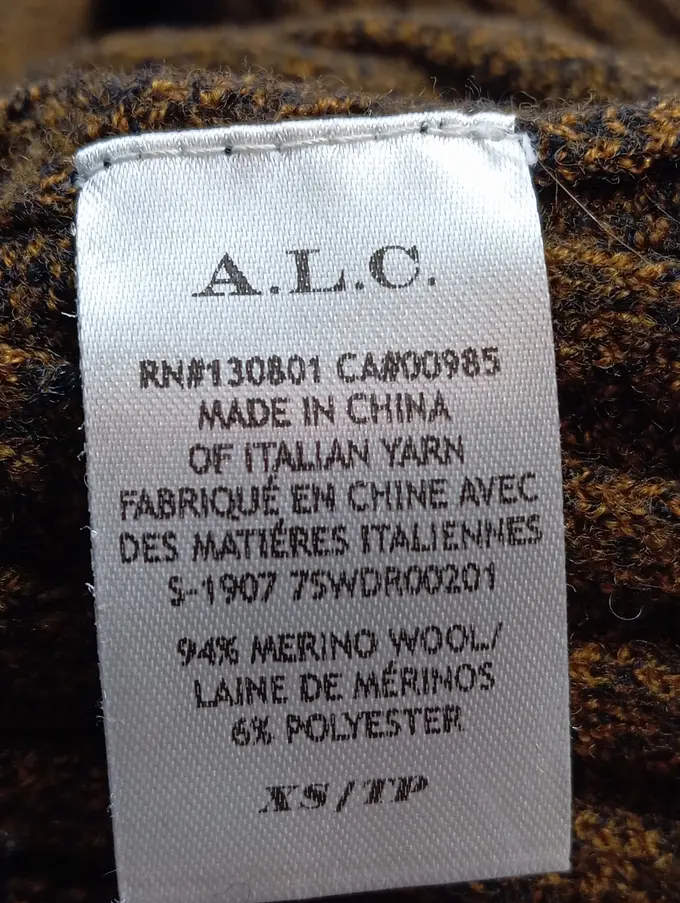 A.L.C.
RN#130801 CA#00985
MADE IN CHINA
OF ITALIAN YARN
FABRIQUÉ EN CHINE AVEC
DES MATIÉRES ITALIENNES
S-1907 7SWDR00201
94% MERINO WOOL/
LAINE DE MÉRINOS
6% POLYESTER
XS/TP